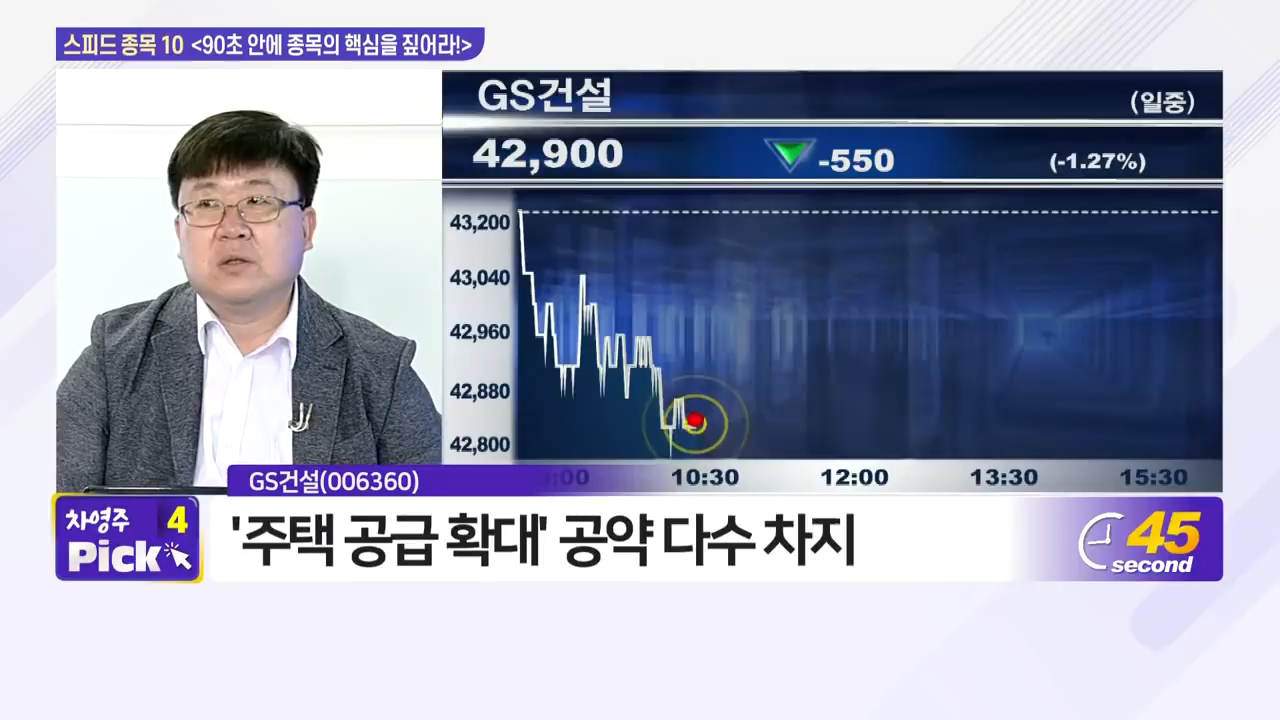 스피드 종목 10 <90초 안에 종목의 핵심을 짚어라!>
GS건설
(일중)
42,900 -550 (-1.27%)
43,200
43,040
42,960
42,880
42,800
10:30 12:00 13:30 15:30
GS건설(006360)
차영주 4
Pick
'주택 공급 확대' 공약 다수 차지
45
second